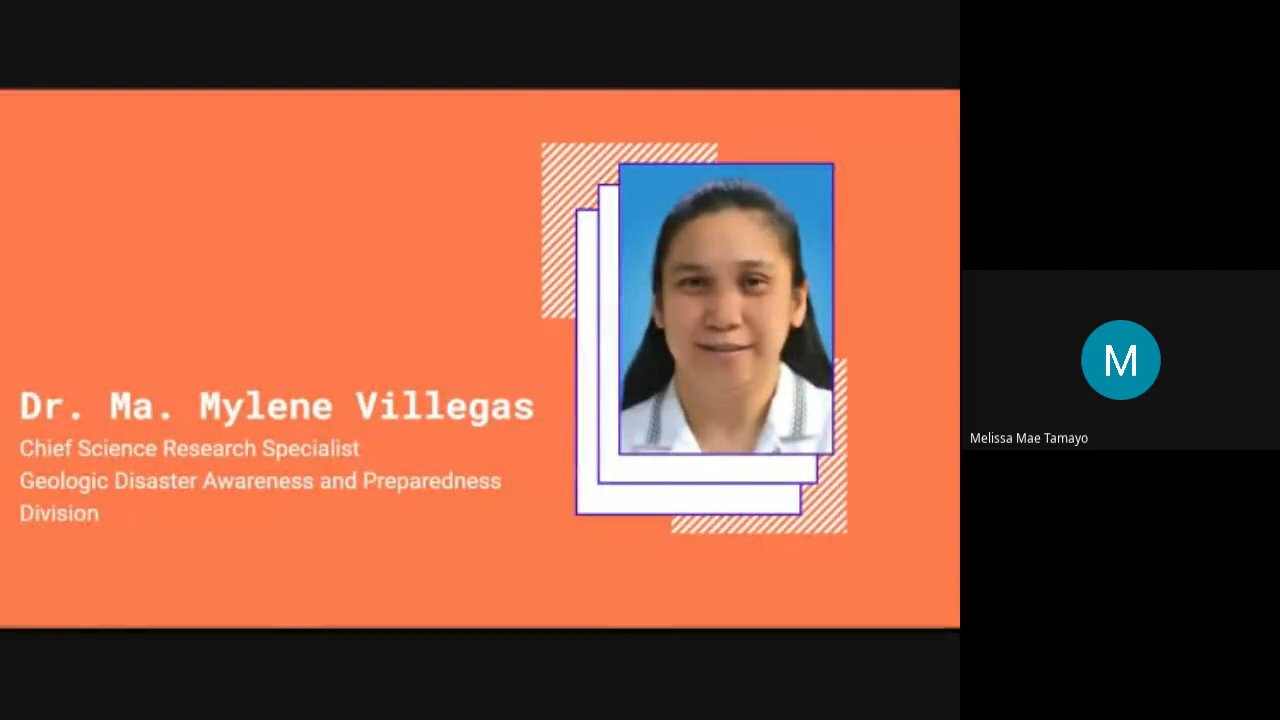 Dr. Ma. Mylene Villegas
Chief Science Research Specialist
Geologic Disaster Awareness and Preparedness
Division
M
Melissa Mae Tamayo